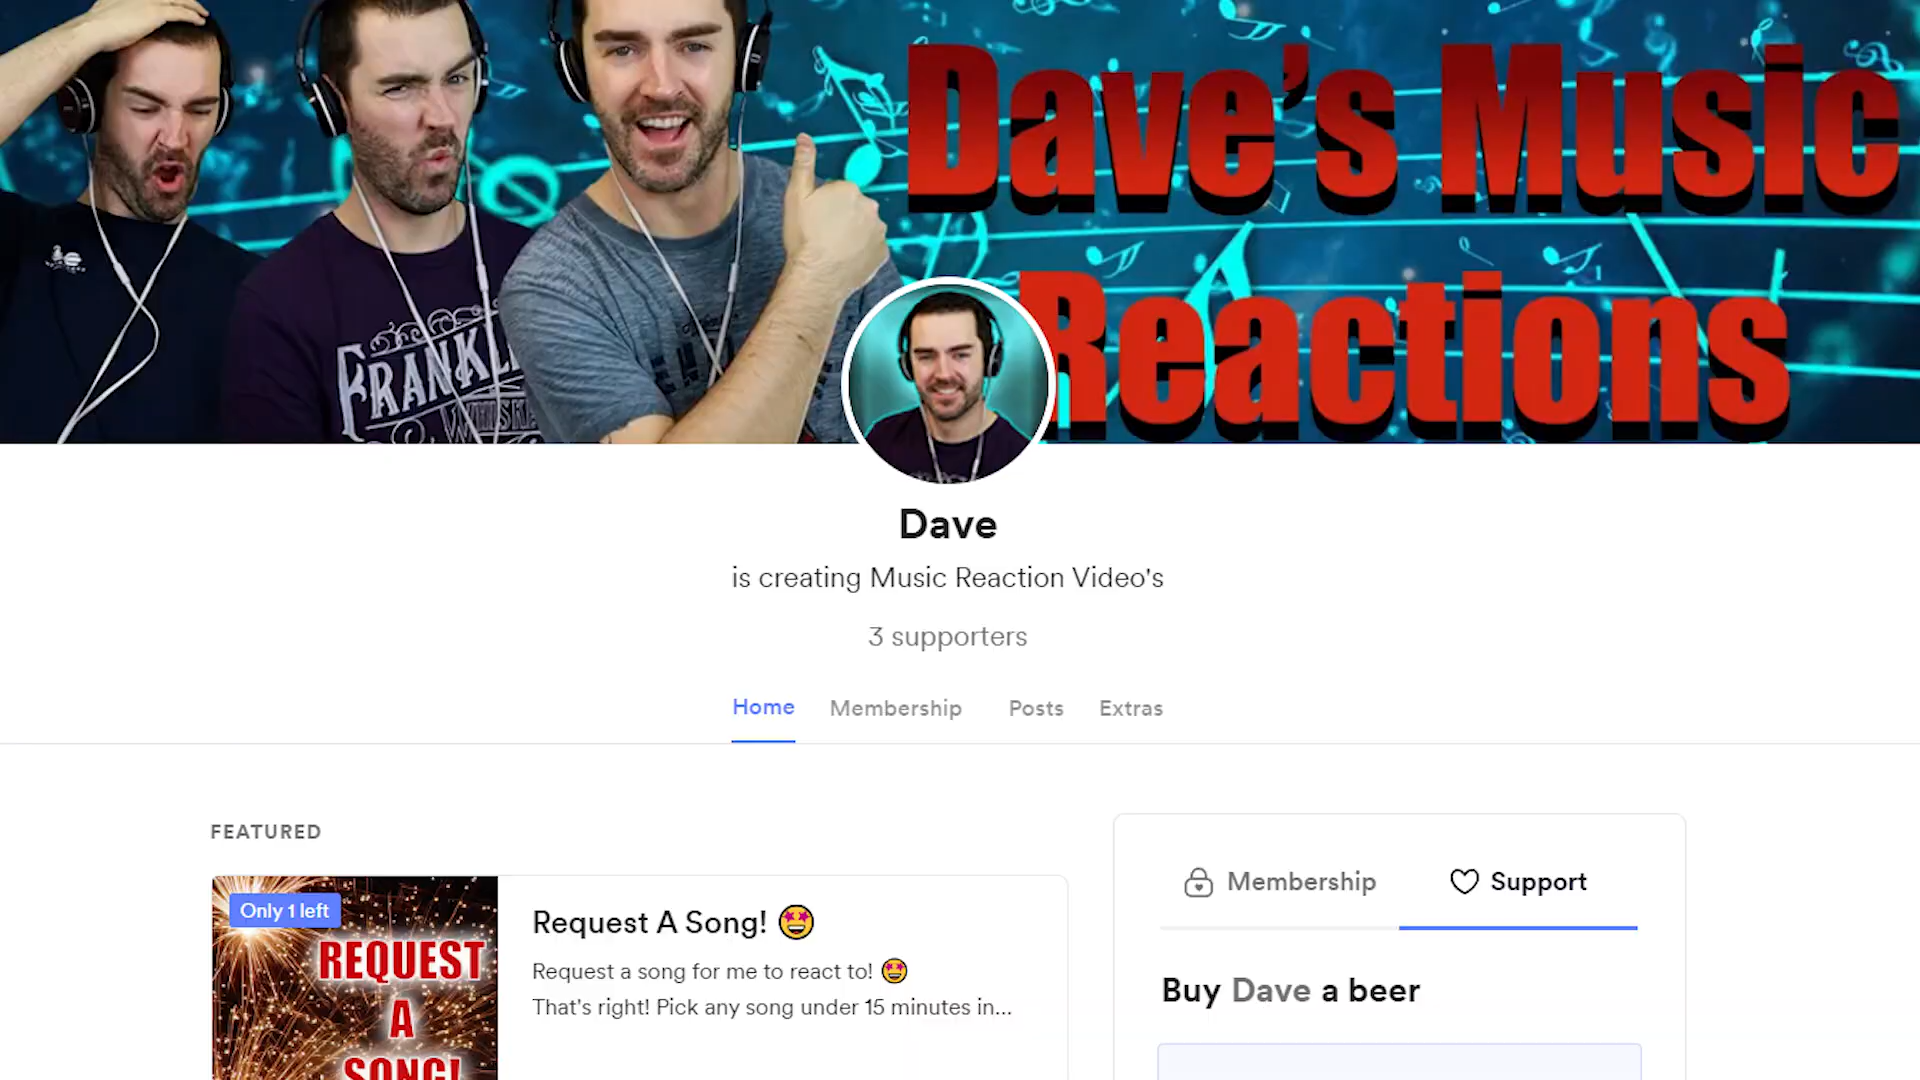 Dave's Music
Reactions
FRANKL
Dave
is creating Music Reaction Video's
3 supporters
Home Membership Posts Extras
FEATURED
Only 1 left
REQUEST
A
SONG!
Request A Song! 🤩
Request a song for me to react to! 🤩
That's right! Pick any song under 15 minutes in...
Membership Support
Buy Dave a beer